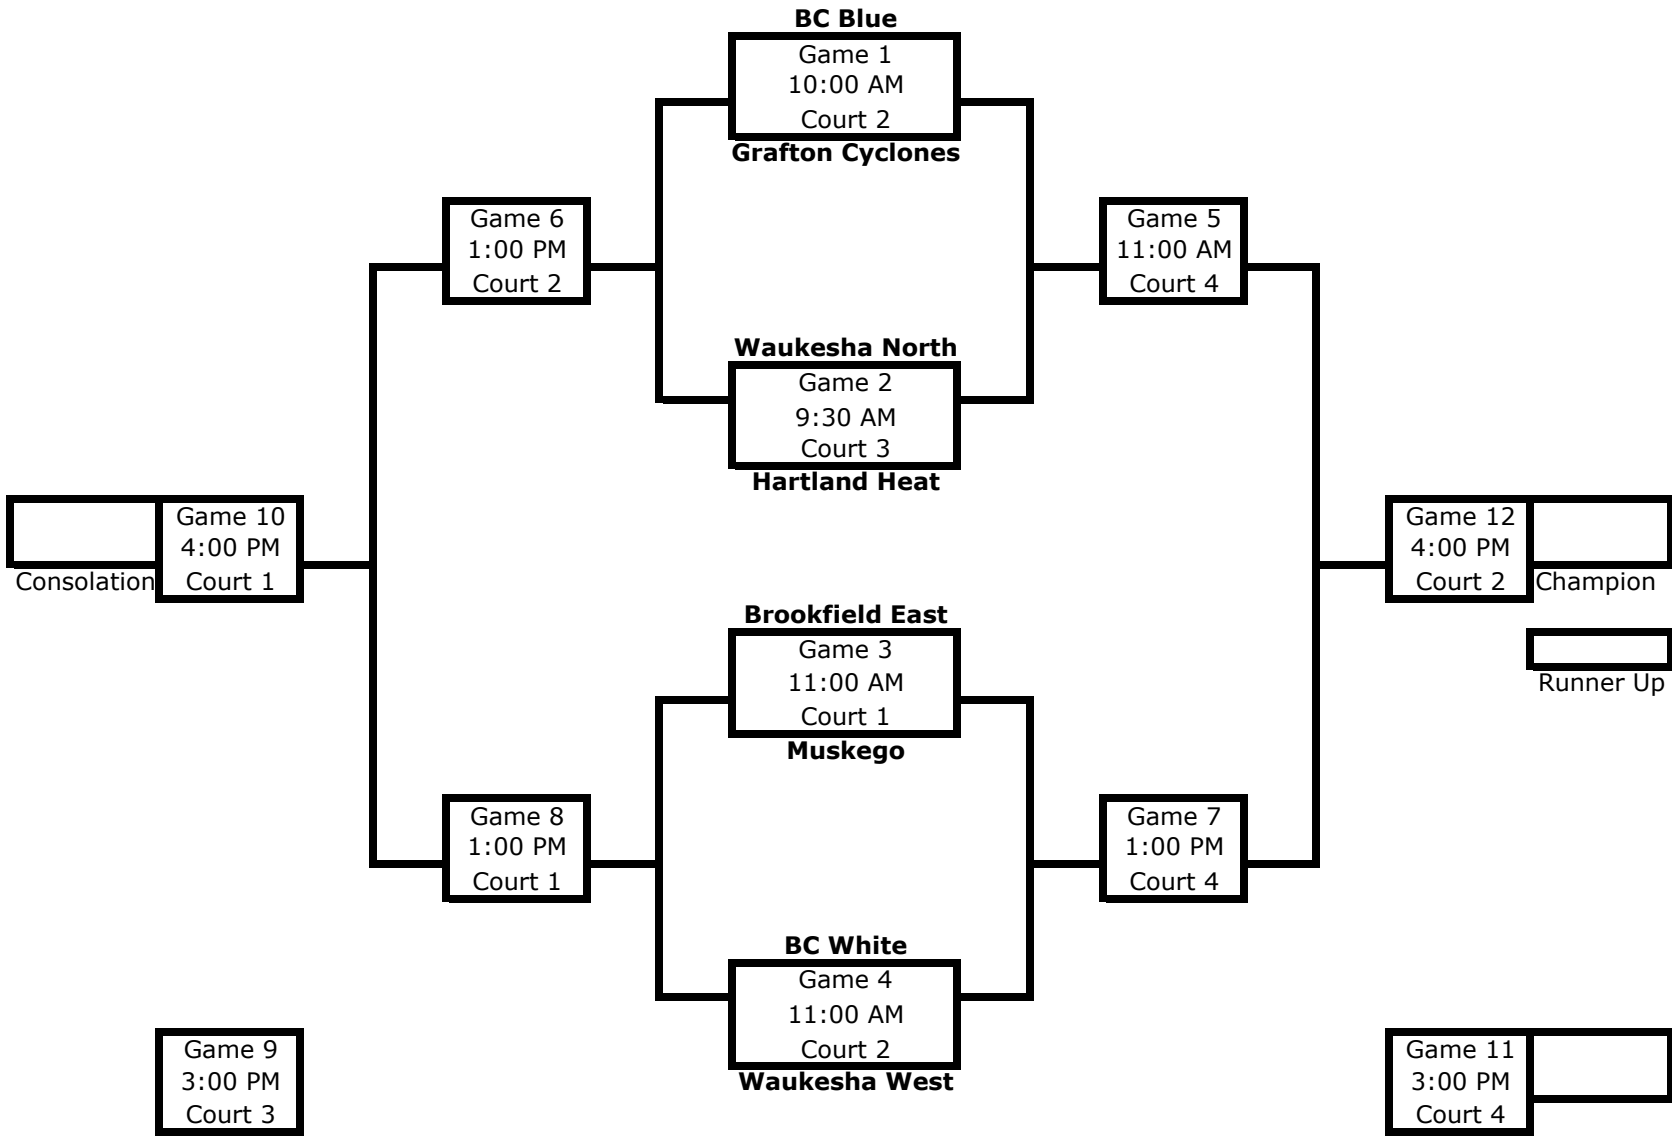 BC Blue
Game 1
10:00 AM
Court 2
Grafton Cyclones
Game 6
1:00 PM
Court 2
Game 5
11:00 AM
Court 4
Waukesha North
Game 2
9:30 AM
Court 3
Hartland Heat
Game 10
4:00 PM
Court 1
Consolation
Game 12
4:00 PM
Court 2
Champion
Runner Up
Brookfield East
Game 3
11:00 AM
Court 1
Muskego
Game 8
1:00 PM
Court 1
Game 7
1:00 PM
Court 4
BC White
Game 4
11:00 AM
Court 2
Waukesha West
Game 9
3:00 PM
Court 3
Game 11
3:00 PM
Court 4